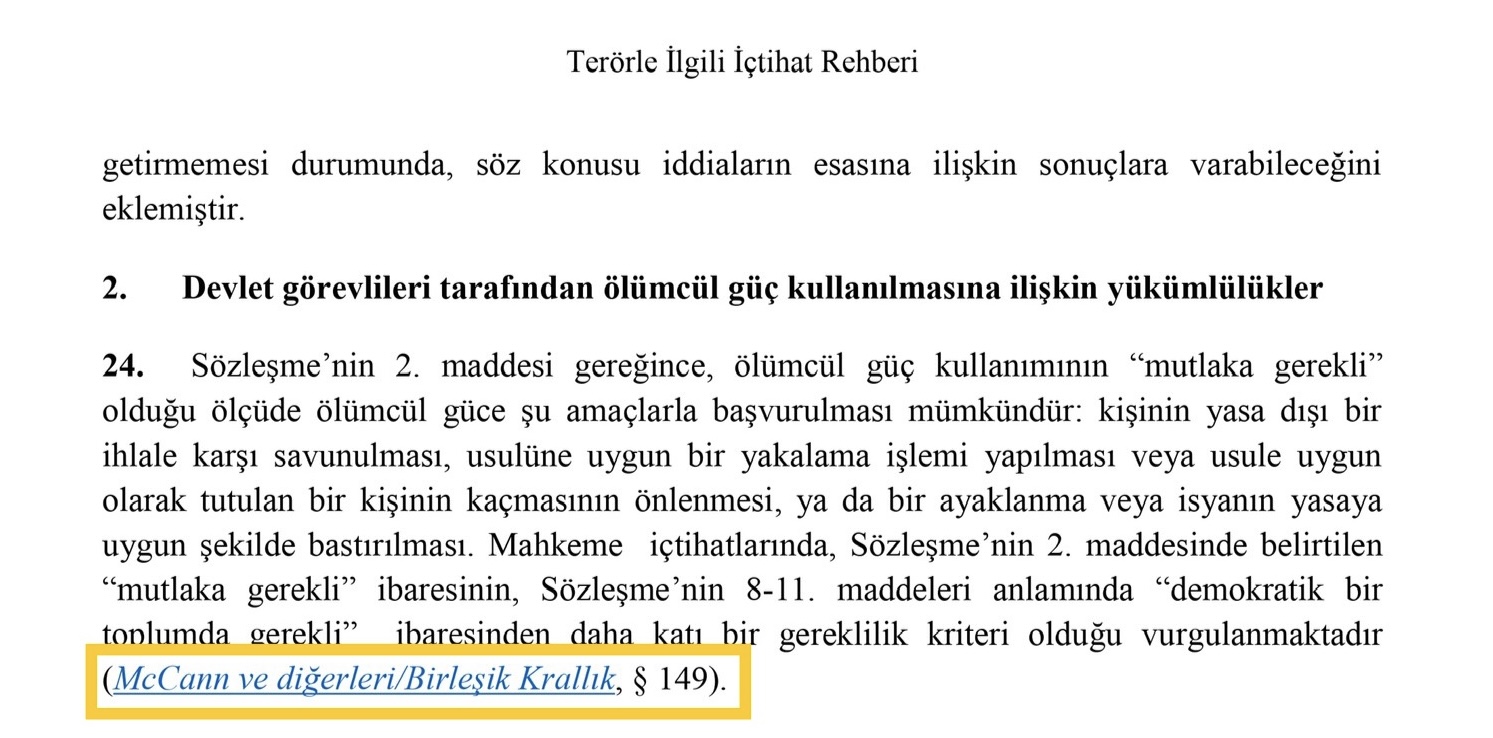 Terörle İlgili İçtihat Rehberi
getirmemesi durumunda, söz konusu iddiaların esasına ilişkin sonuçlara varabileceğini
eklemiştir.
2. Devlet görevlileri tarafından ölümcül güç kullanılmasına ilişkin yükümlülükler
24. Sözleşme’nin 2. maddesi gereğince, ölümcül güç kullanımının “mutlaka gerekli”
olduğu ölçüde ölümcül güce şu amaçlarla başvurulması mümkündür: kişinin yasa dışı bir
ihlale karşı savunulması, usulüne uygun bir yakalama işlemi yapılması veya usule uygun
olarak tutulan bir kişinin kaçmasının önlenmesi, ya da bir ayaklanma veya isyanın yasaya
uygun şekilde bastırılması. Mahkeme içtihatlarında, Sözleşme’nin 2. maddesinde belirtilen
“mutlaka gerekli” ibaresinin, Sözleşme’nin 8-11. maddeleri anlamında “demokratik bir
toplumda gerekli” ibaresinden daha katı bir gereklilik kriteri olduğu vurgulanmaktadır
(McCann ve diğerleri/Birleşik Krallık, § 149).